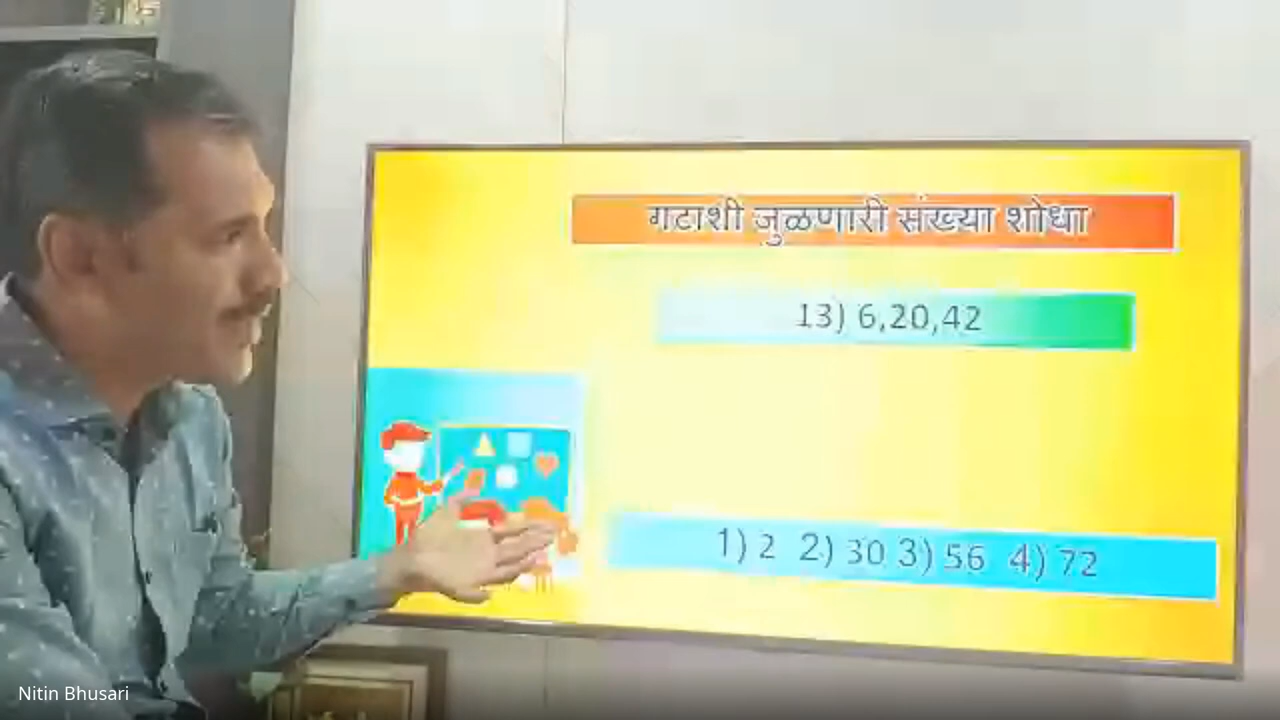 गटाशी जुळणारी संख्या शोधा
13) 6,20,42
1) 2 2) 30 3) 56 4) 72
Nitin Bhusari